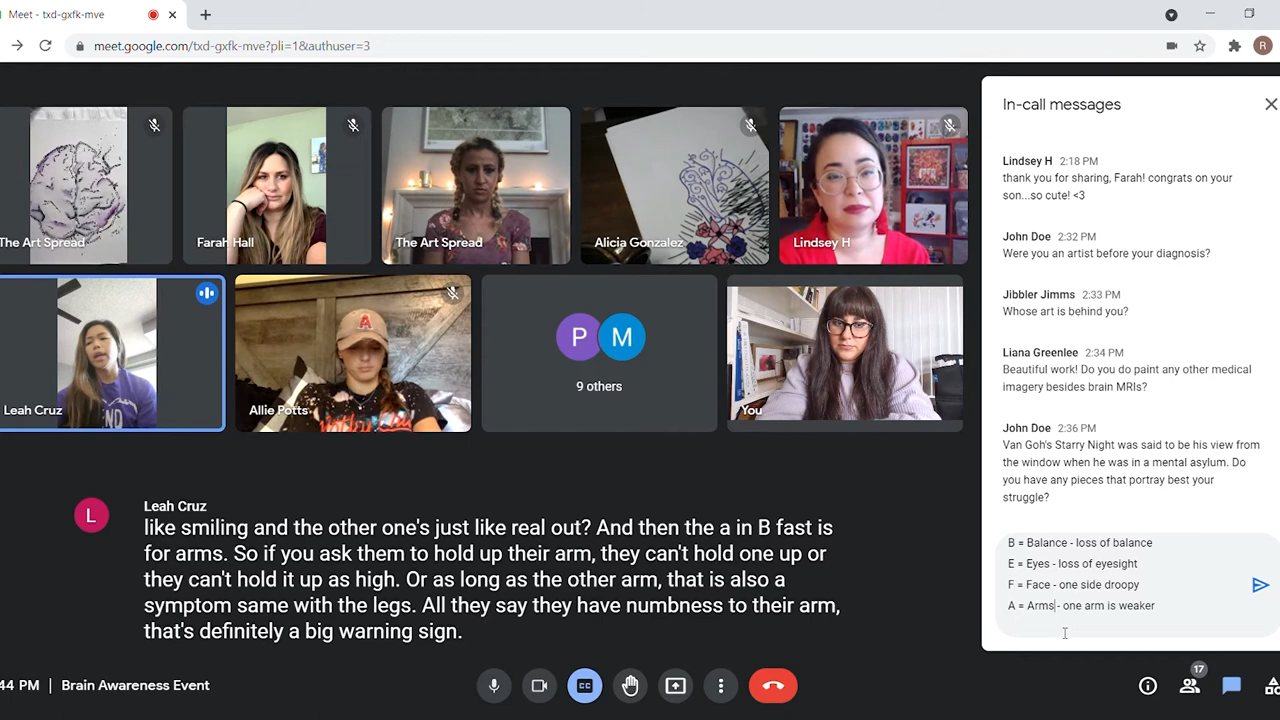 Meet - txd-gxfk-mve
meet.google.com/txd-gxfk-mve?pli=1&authuser=3
R
The Art Spread
Farah Hall
The Art Spread
Alicia Gonzalez
Lindsey H
Leah Cruz
A
Allie Potts
P
M
9 others
You
L
Leah Cruz
like smiling and the other one's just like real out? And then the a in B fast is
for arms. So if you ask them to hold up their arm, they can't hold one up or
they can't hold it up as high. Or as long as the other arm, that is also a
symptom same with the legs. All they say they have numbness to their arm,
that's definitely a big warning sign.
In-call messages
Lindsey H 2:18 PM
thank you for sharing, Farah! congrats on your
son...so cute! <3
John Doe 2:32 PM
Were you an artist before your diagnosis?
Jibbler Jimms 2:33 PM
Whose art is behind you?
Liana Greenlee 2:34 PM
Beautiful work! Do you do paint any other medical
imagery besides brain MRIs?
John Doe 2:36 PM
Van Goh's Starry Night was said to be his view from
the window when he was in a mental asylum. Do
you have any pieces that portray best your
struggle?
B = Balance - loss of balance
E = Eyes - loss of eyesight
F = Face - one side droopy
A = Arms - one arm is weaker
:44 PM | Brain Awareness Event
CC
17